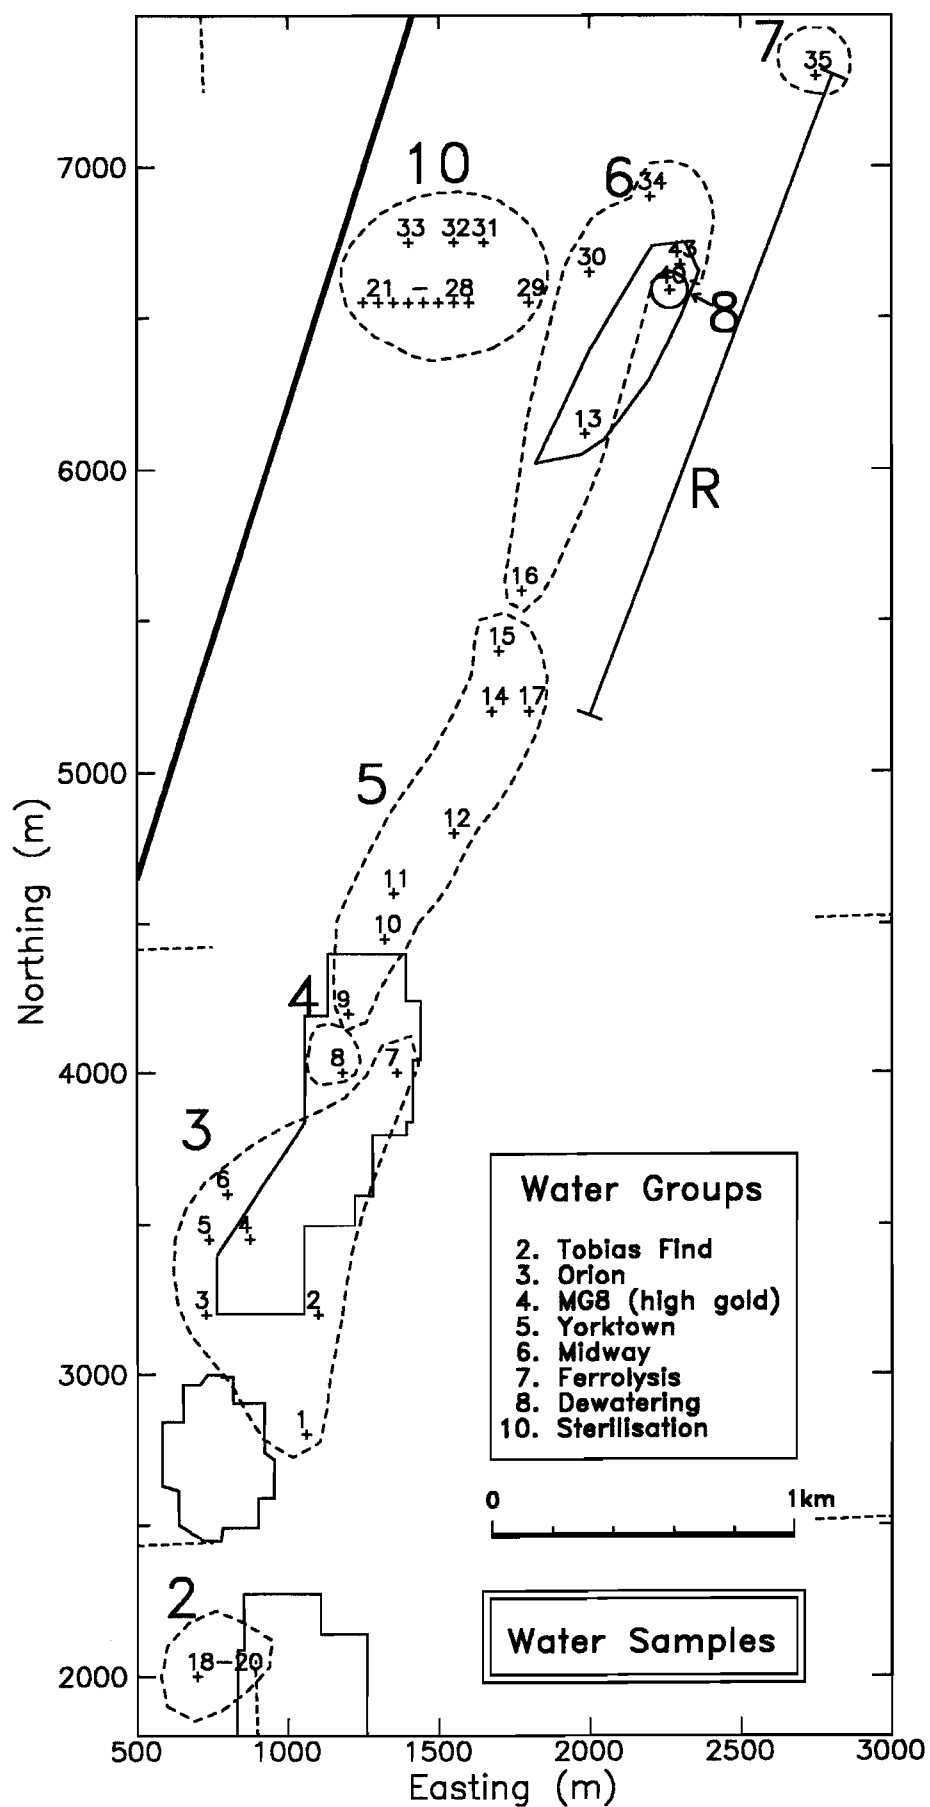 7
35
7000
10
6
34
33 32 31
43
30
40
21 - 28 29
8
13
6000
R
16
15
14 17
5000
5
12
11
10
Northing (m)
4
9
8 7
4000
3
6
5 4
3 2
3000
1
Water Groups
2. Tobias Find
3. Orion
4. MG8 (high gold)
5. Yorktown
6. Midway
7. Ferrolysis
8. Dewatering
10. Sterilisation
0 1km
2
Water Samples
18-20
2000
500 1000 1500 2000 2500 3000
Easting (m)